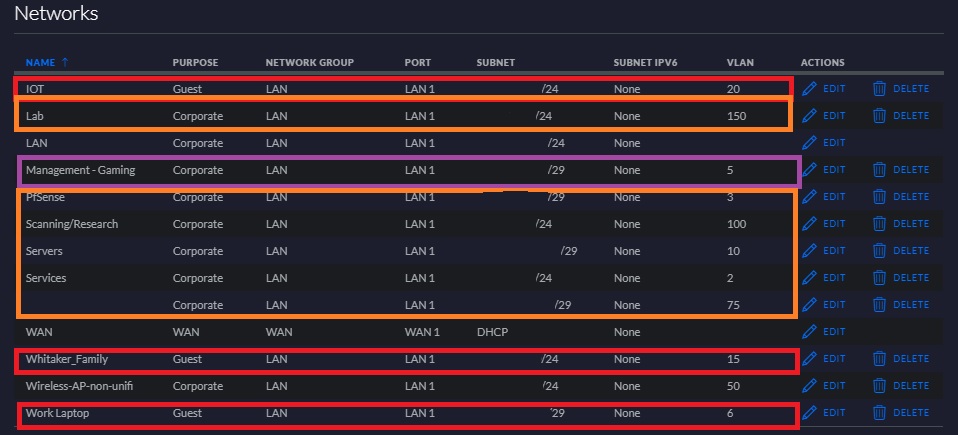 Networks
NAME ↑ PURPOSE NETWORK GROUP PORT SUBNET SUBNET IPV6 VLAN ACTIONS
IOT Guest LAN LAN 1 /24 None 20 EDIT DELETE
Lab Corporate LAN LAN 1 /24 None 150 EDIT DELETE
LAN Corporate LAN LAN 1 /24 None EDIT
Management - Gaming Corporate LAN LAN 1 /29 None 5 EDIT DELETE
PfSense Corporate LAN LAN 1 /29 None 3 EDIT DELETE
Scanning/Research Corporate LAN LAN 1 /24 None 100 EDIT DELETE
Servers Corporate LAN LAN 1 /29 None 10 EDIT DELETE
Services Corporate LAN LAN 1 /24 None 2 EDIT DELETE
Corporate LAN LAN 1 /29 None 75 EDIT DELETE
WAN WAN WAN WAN 1 DHCP None EDIT
Whitaker_Family Guest LAN LAN 1 /24 None 15 EDIT DELETE
Wireless-AP-non-unifi Corporate LAN LAN 1 /24 None 50 EDIT DELETE
Work Laptop Guest LAN LAN 1 29 None 6 EDIT DELETE